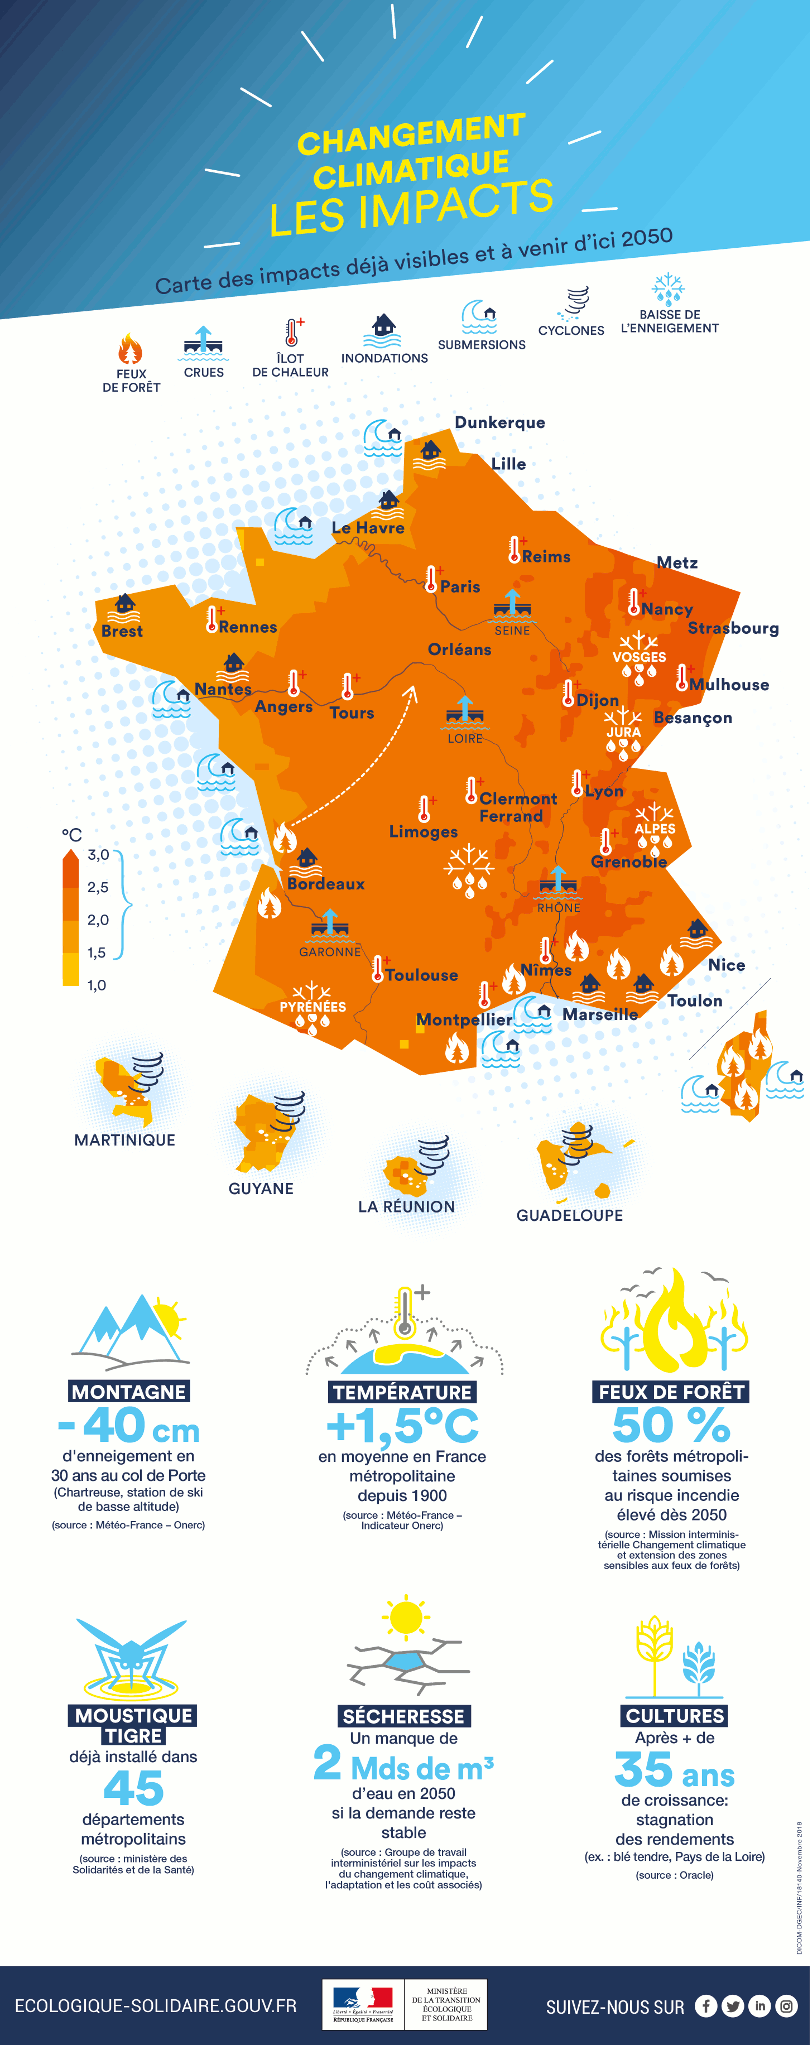 CHANGEMENT
CLIMATIQUE
LES IMPACTS
Carte des impacts déjà visibles et à venir d'ici 2050
FEUX
DE FORÊT
CRUES
ÎLOT
DE CHALEUR
INONDATIONS
SUBMERSIONS
CYCLONES
BAISSE DE
L'ENNEIGEMENT
Dunkerque
Lille
Le Havre
Reims
Metz
Paris
Nancy
Brest
Rennes
SEINE
Strasbourg
Orléans
VOSGES
Nantes
Mulhouse
Angers
Tours
Dijon
Besançon
LOIRE
JURA
Clermont
Ferrand
Lyon
Limoges
ALPES
Grenoble
°C
3,0
2,5
2,0
1,5
1,0
Bordeaux
RHÔNE
GARONNE
Toulouse
Nîmes
Nice
PYRÉNÉES
Montpellier
Marseille
Toulon
MARTINIQUE
GUYANE
LA RÉUNION
GUADELOUPE
MONTAGNE
- 40 cm
d'enneigement en
30 ans au col de Porte
(Chartreuse, station de ski
de basse altitude)
(source : Météo-France – Onerc)
TEMPÉRATURE
+1,5°C
en moyenne en France
métropolitaine
depuis 1900
(source : Météo-France –
Indicateur Onerc)
FEUX DE FORÊT
50 %
des forêts métropoli-
taines soumises
au risque incendie
élevé dès 2050
(source : Mission interminis-
térielle Changement climatique
et extension des zones
sensibles aux feux de forêts)
MOUSTIQUE
TIGRE
déjà installé dans
45
départements
métropolitains
(source : ministère des
Solidarités et de la Santé)
SÉCHERESSE
Un manque de
2 Mds de m³
d'eau en 2050
si la demande reste
stable
(source : Groupe de travail
interministériel sur les impacts
du changement climatique,
l'adaptation et les coût associés)
CULTURES
Après + de
35 ans
de croissance:
stagnation
des rendements
(ex. : blé tendre, Pays de la Loire)
(source : Oracle)
DICOM-DGEC/INF/18140 Novembre 2018
ECOLOGIQUE-SOLIDAIRE.GOUV.FR
Liberté • Égalité • Fraternité
RÉPUBLIQUE FRANÇAISE
MINISTÈRE
DE LA TRANSITION
ÉCOLOGIQUE
ET SOLIDAIRE
SUIVEZ-NOUS SUR